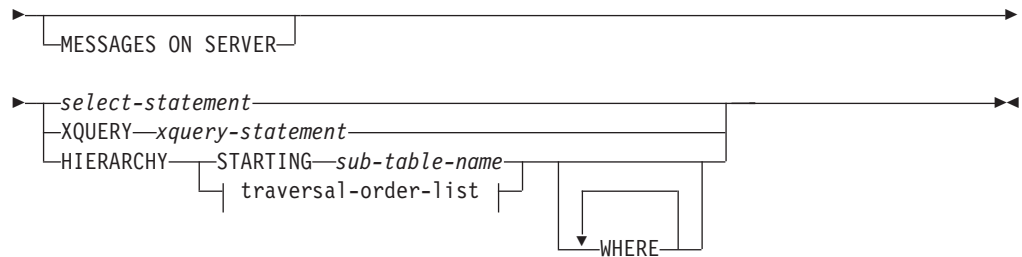 MESSAGES ON SERVER
select-statement
XQUERY xquery-statement
HIERARCHY STARTING sub-table-name
traversal-order-list
WHERE